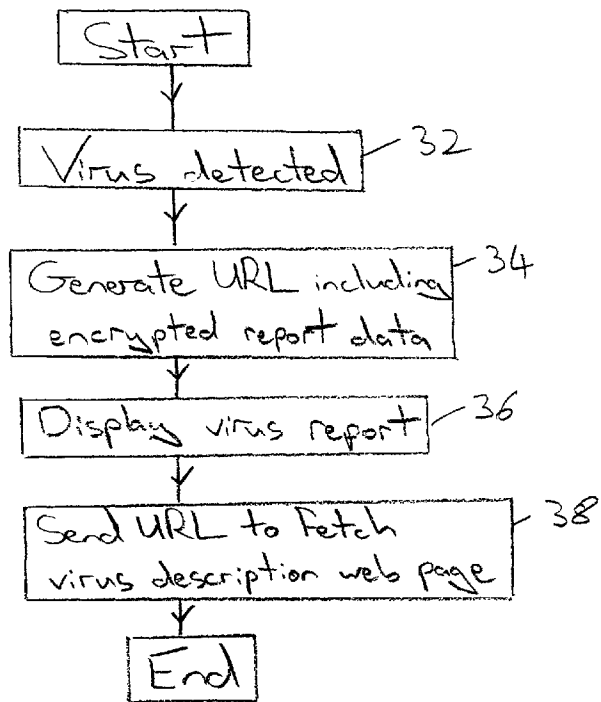 Start
Virus detected
32
Generate URL including
34
encrypted report data
Display virus report
36
Send URL to Fetch
38
virus description web page
End